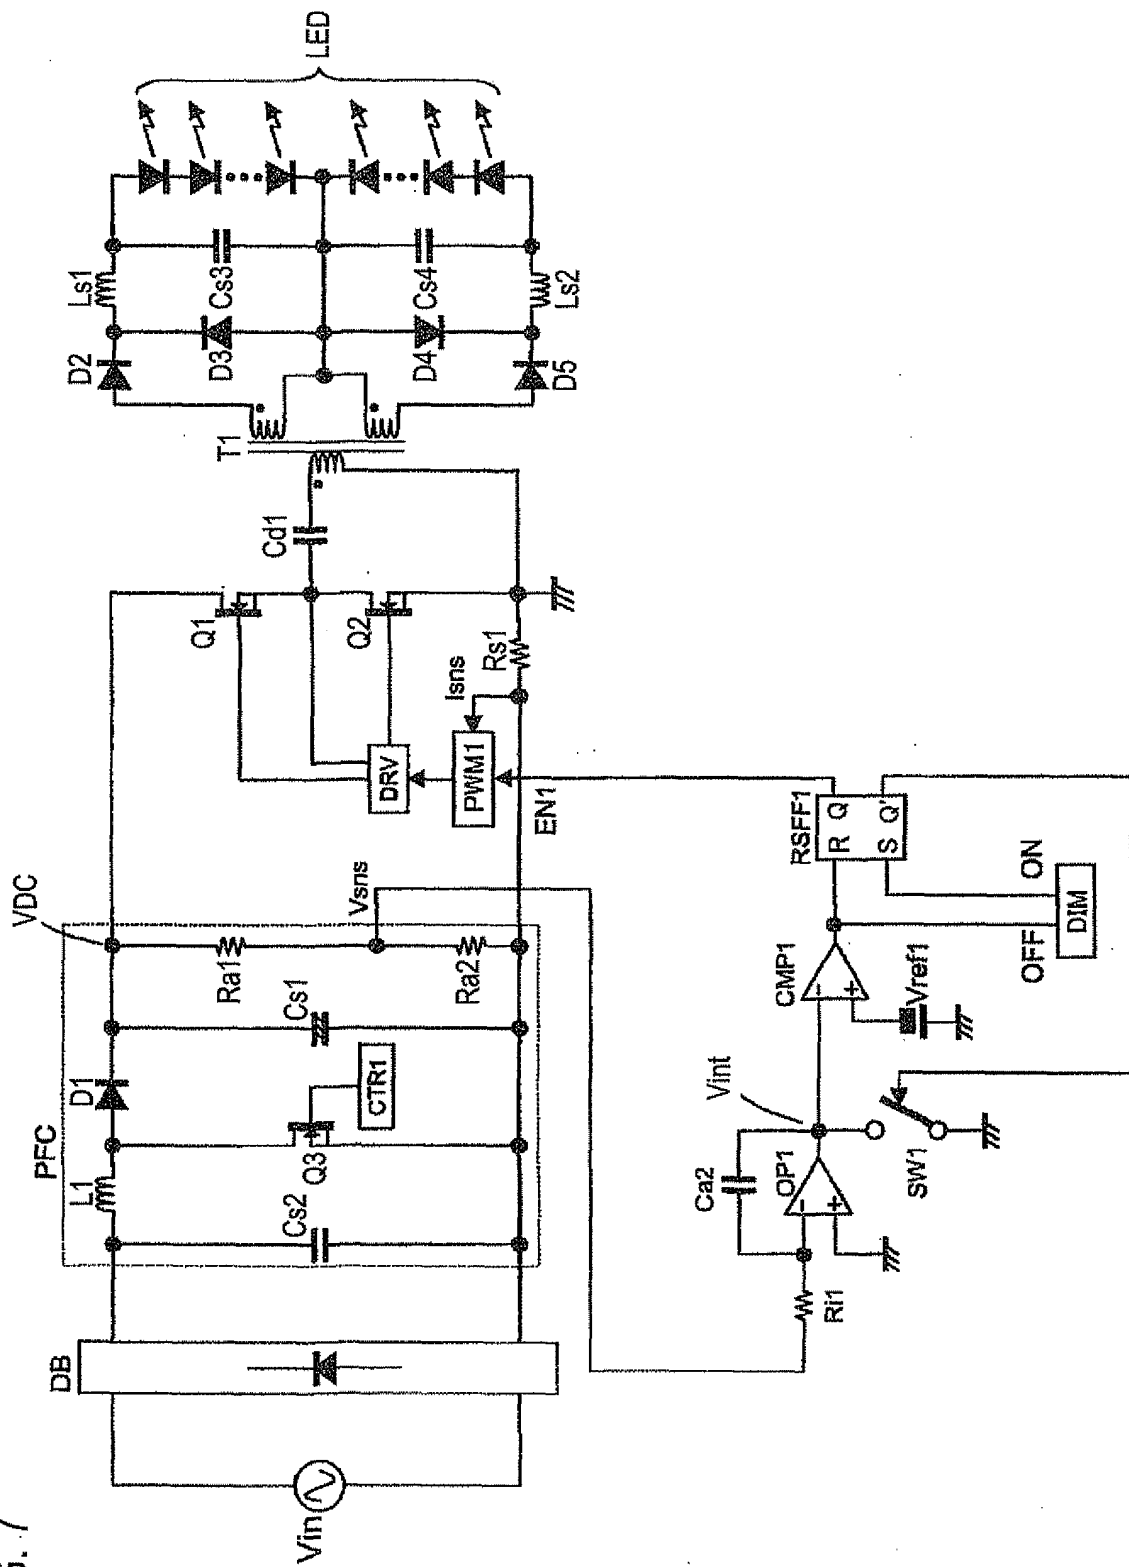 G. 7
Vin
DB
PFC
L1
D1
VDC
Cs2
Q3
CTR1
Cs1
Ra1
Ra2
Vsns
Q1
Q2
DRV
PWM1
EN1
Isns
Rs1
Cd1
T1
D2
D3
D4
D5
Ls1
Cs3
Cs4
Ls2
LED
Ri1
Ca2
OP1
-
+
Vint
SW1
CMP1
-
+
Vref1
OFF
ON
DIM
RSFF1
R Q
S Q'